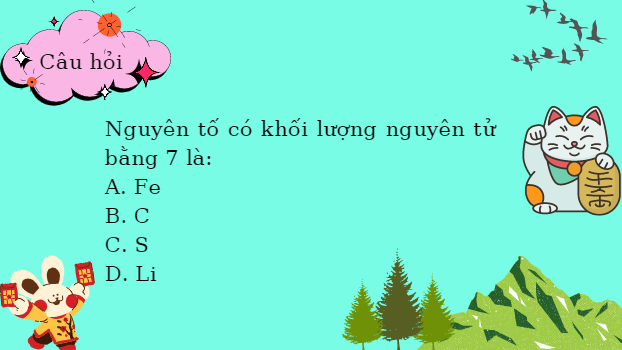 Câu hỏi
Nguyên tố có khối lượng nguyên tử
bằng 7 là:
A. Fe
B. C
C. S
D. Li